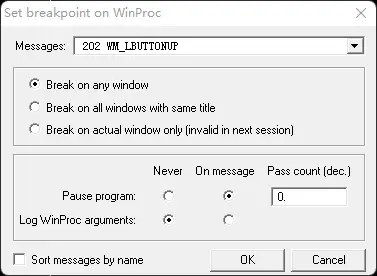 Set breakpoint on WinProc
Messages: 202 WM_LBUTTONUP
Break on any window
Break on all windows with same title
Break on actual window only (invalid in next session)
Never On message Pass count (dec.)
Pause program: 0.
Log WinProc arguments:
Sort messages by name OK Cancel